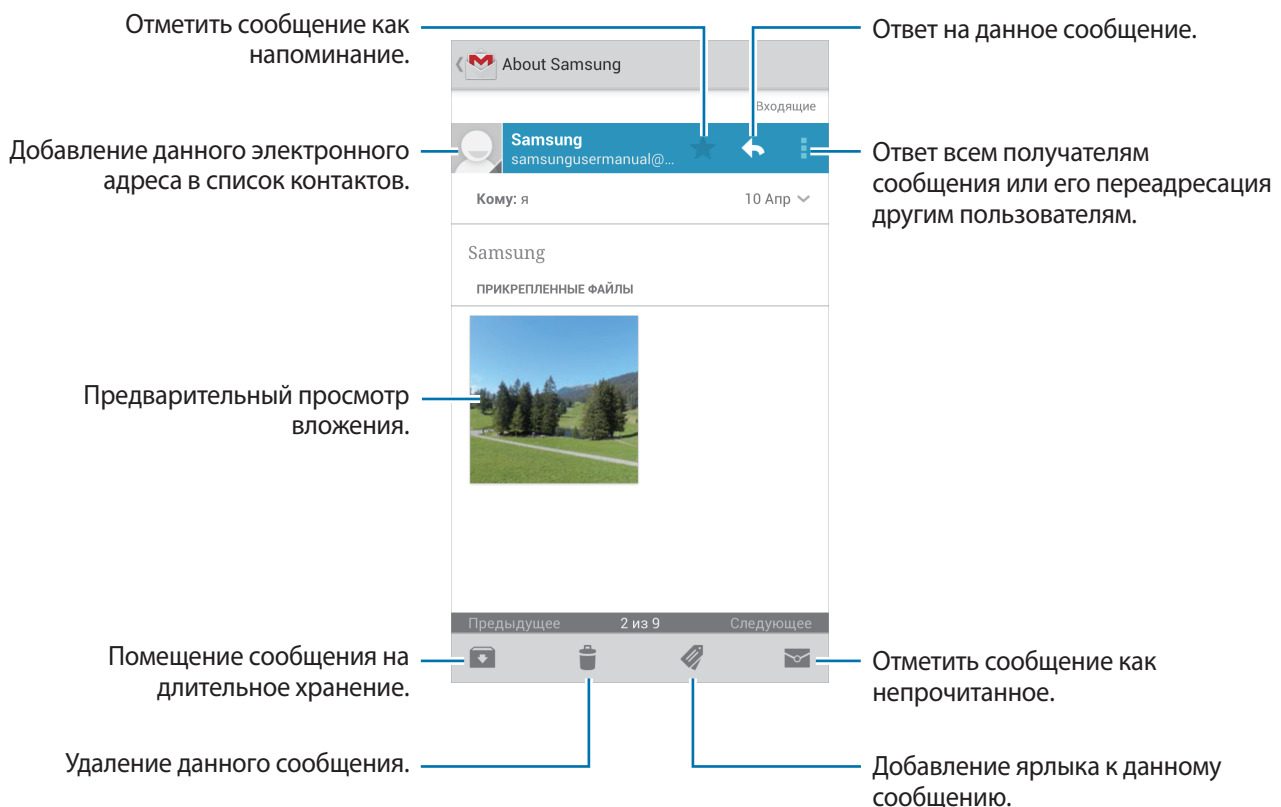 Отметить сообщение как
напоминание.
Ответ на данное сообщение.
About Samsung
Входящие
Добавление данного электронного
адреса в список контактов.
Samsung
samsungusermanual@...
Ответ всем получателям
сообщения или его переадресация
другим пользователям.
Кому: я
10 Апр
Samsung
ПРИКРЕПЛЕННЫЕ ФАЙЛЫ
Предварительный просмотр
вложения.
Предыдущее 2 из 9 Следующее
Помещение сообщения на
длительное хранение.
Отметить сообщение как
непрочитанное.
Удаление данного сообщения.
Добавление ярлыка к данному
сообщению.